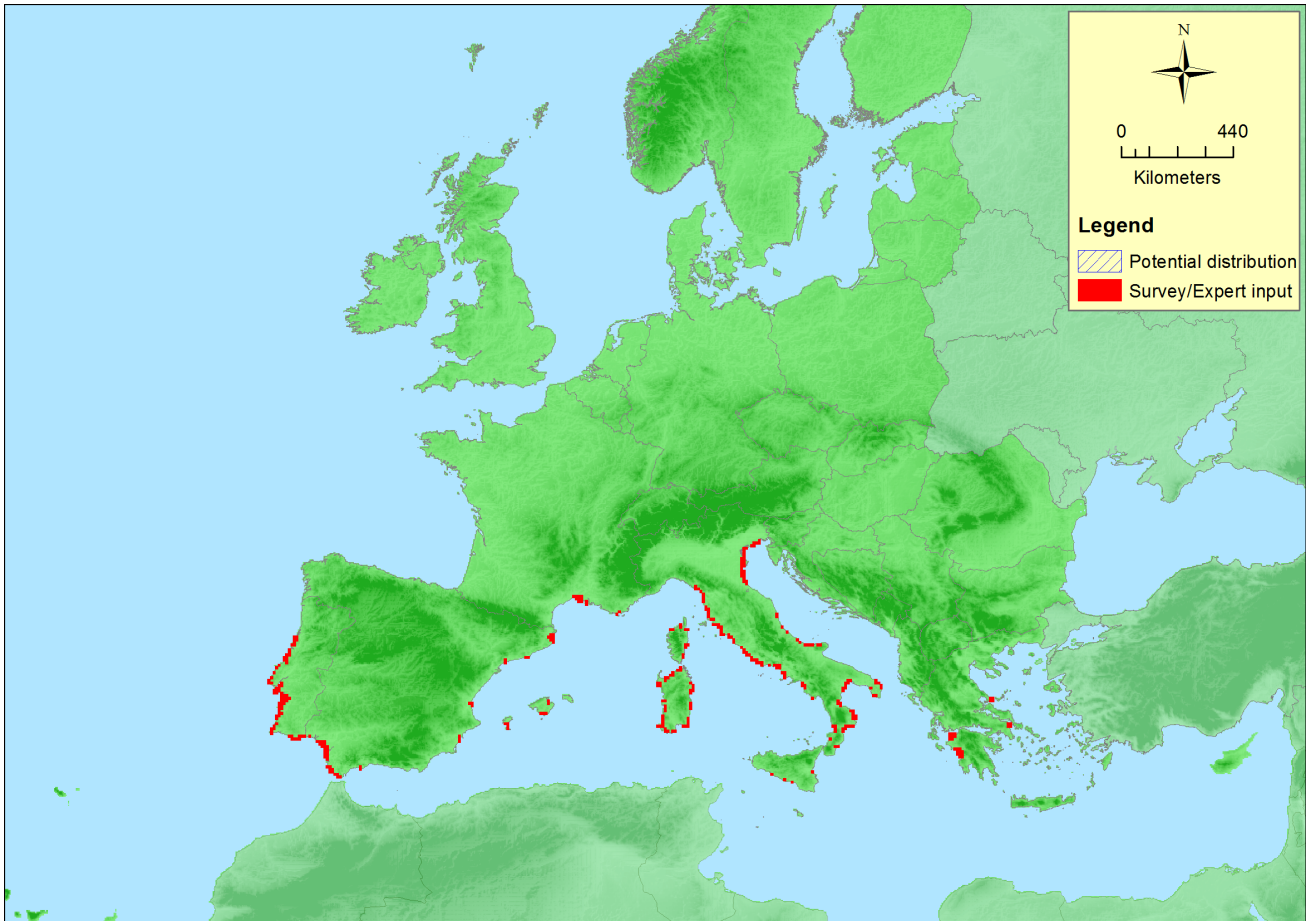 N
0 440
Kilometers
Legend
Potential distribution
Survey/Expert input